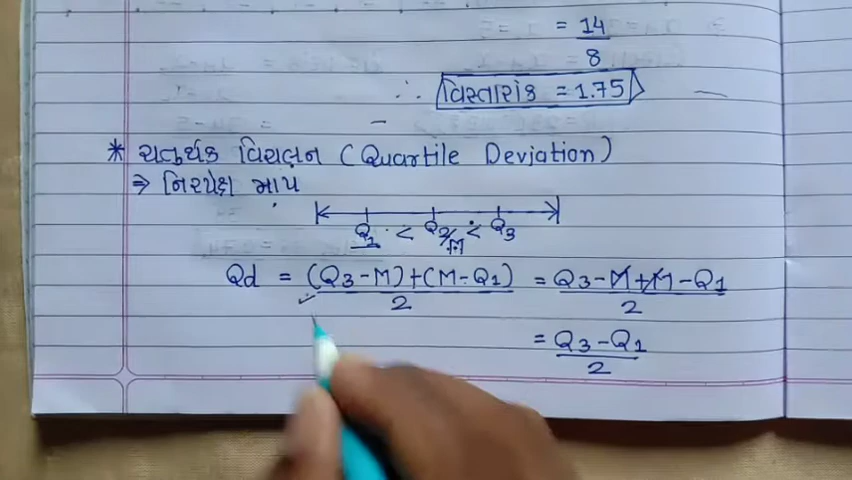 = 14
8
∴ વિસ્તારાંક = 1.75
* ચતુર્થક વિચલન (Quartile Deviation)
⇒ નિરપેક્ષ માપ
Q1 < Q2/M < Q3
Qd = (Q3-M)+(M-Q1) = Q3-M+M-Q1
2 2
= Q3-Q1
2